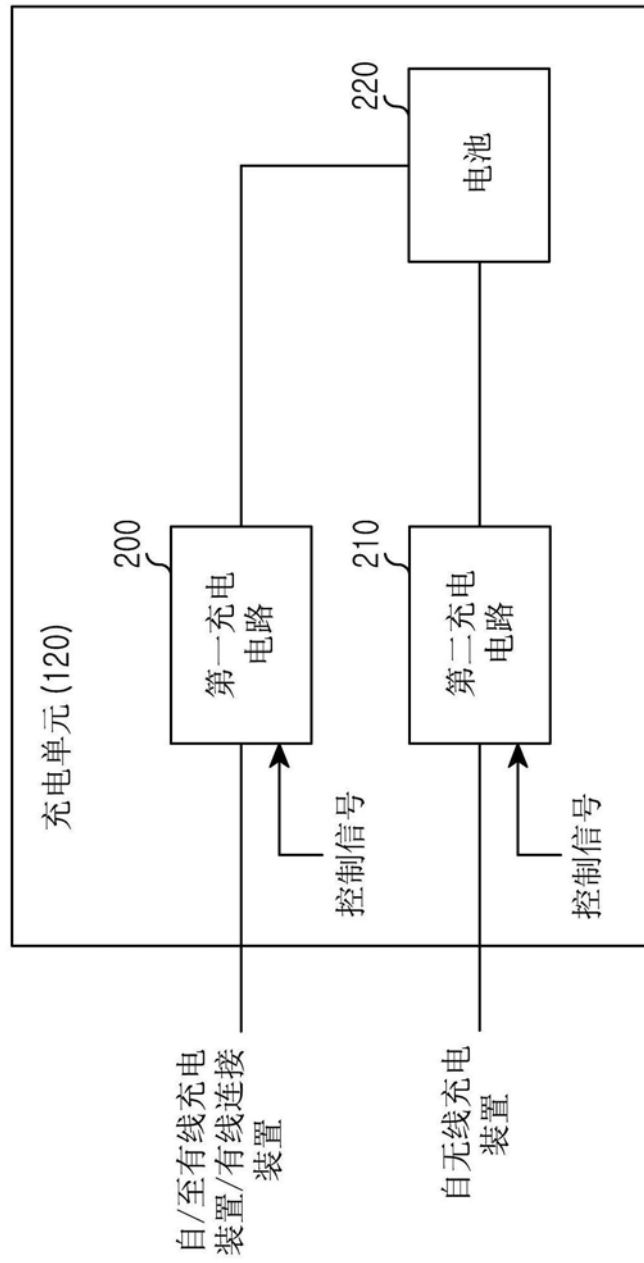 充电单元 (120)
自/至有线充电
装置/有线连接
装置
控制信号
200
第一充电
电路
220
电池
自无线充电
装置
控制信号
210
第二充电
电路